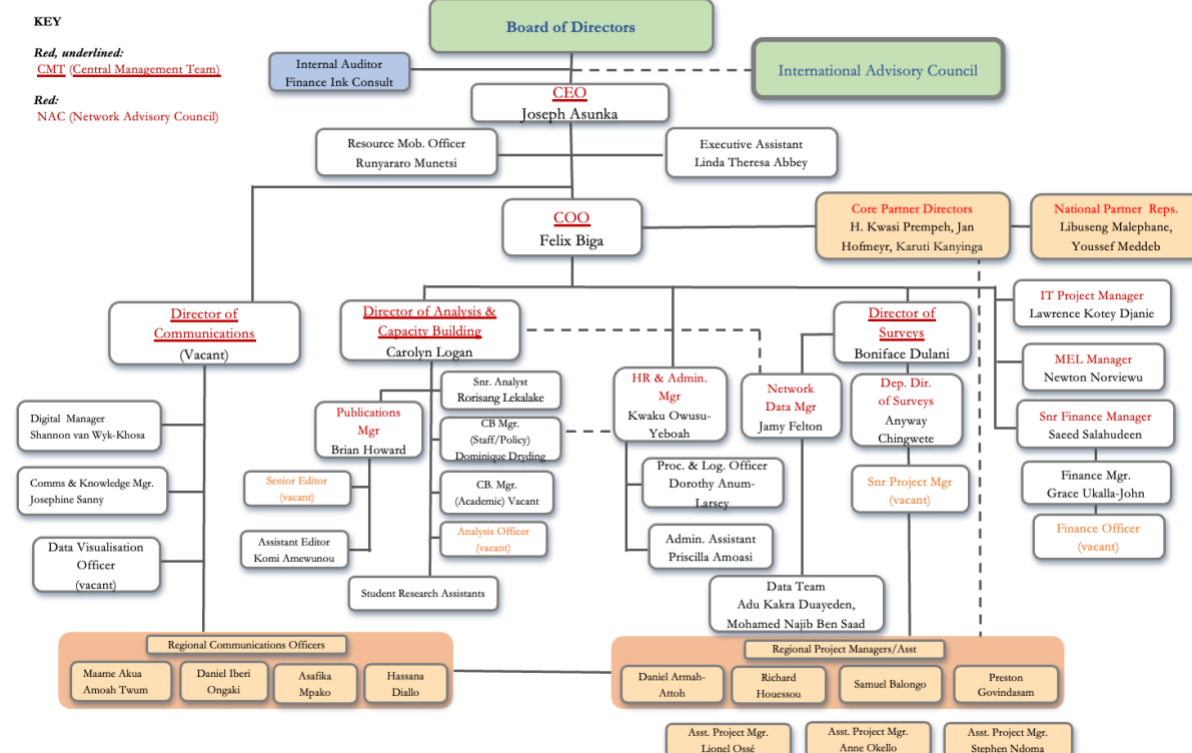 KEY
Red, underlined:
CMT (Central Management Team)
Red:
NAC (Network Advisory Council)
Board of Directors
Internal Auditor
Finance Ink Consult
International Advisory Council
CEO
Joseph Asunka
Resource Mob. Officer
Runyararo Munetsi
Executive Assistant
Linda Theresa Abbey
COO
Felix Biga
Core Partner Directors
H. Kwasi Prempeh, Jan
Hofmeyr, Karuti Kanyinga
National Partner Reps.
Libuseng Malephane,
Youssef Meddeb
Director of
Communications
(Vacant)
Director of Analysis &
Capacity Building
Carolyn Logan
Director of
Surveys
Boniface Dulani
IT Project Manager
Lawrence Kotey Djanie
MEL Manager
Newton Norviewu
Snr Finance Manager
Saeed Salahudeen
Finance Mgr.
Grace Ukalla-John
Finance Officer
(vacant)
Digital Manager
Shannon van Wyk-Khosa
Comms & Knowledge Mgr.
Josephine Sanny
Data Visualisation
Officer
(vacant)
Publications
Mgr
Brian Howard
Senior Editor
(vacant)
Assistant Editor
Komi Amewunou
Snr. Analyst
Rorisang Lekalake
CB Mgr.
(Staff/Policy)
Dominique Dryding
CB. Mgr.
(Academic) Vacant
Analysis Officer
(vacant)
Student Research Assistants
HR & Admin.
Mgr
Kwaku Owusu-
Yeboah
Proc. & Log. Officer
Dorothy Anum-
Larsey
Admin. Assistant
Priscilla Amoasi
Network
Data Mgr
Jamy Felton
Data Team
Adu Kakra Duayeden,
Mohamed Najib Ben Saad
Dep. Dir.
of Surveys
Anyway
Chingwete
Snr Project Mgr
(vacant)
Regional Communications Officers
Maame Akua
Amoah Twum
Daniel Iberi
Ongaki
Asafika
Mpako
Hassana
Diallo
Regional Project Managers/Asst
Daniel Armah-
Attoh
Richard
Houessou
Samuel Balongo
Preston
Govindasam
Asst. Project Mgr.
Lionel Ossé
Asst. Project Mgr.
Anne Okello
Asst. Project Mgr.
Stephen Ndoma